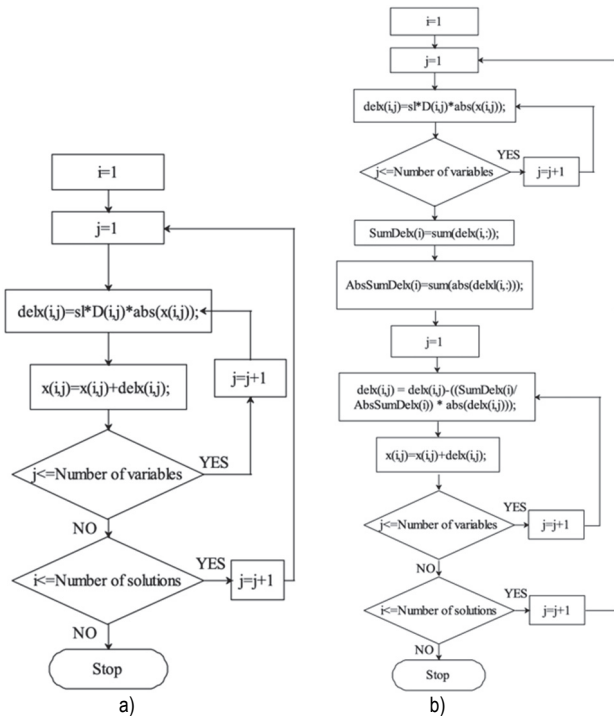 i=1
j=1
delx(i,j)=sl*D(i,j)*abs(x(i,j));
x(i,j)=x(i,j)+delx(i,j);
j=j+1
j<=Number of variables
YES
NO
i<=Number of solutions
YES
j=j+1
NO
Stop
a)
i=1
j=1
delx(i,j)=sl*D(i,j)*abs(x(i,j));
YES
j<=Number of variables
j=j+1
SumDelx(i)=sum(delx(i,:));
AbsSumDelx(i)=sum(abs(delxl(i,:)));
j=1
delx(i,j) = delx(i,j)-((SumDelx(i)/
AbsSumDelx(i)) * abs(delx(i,j)));
x(i,j)=x(i,j)+delx(i,j);
YES
j<=Number of variables
j=j+1
NO
YES
i<=Number of solutions
j=j+1
NO
Stop
b)